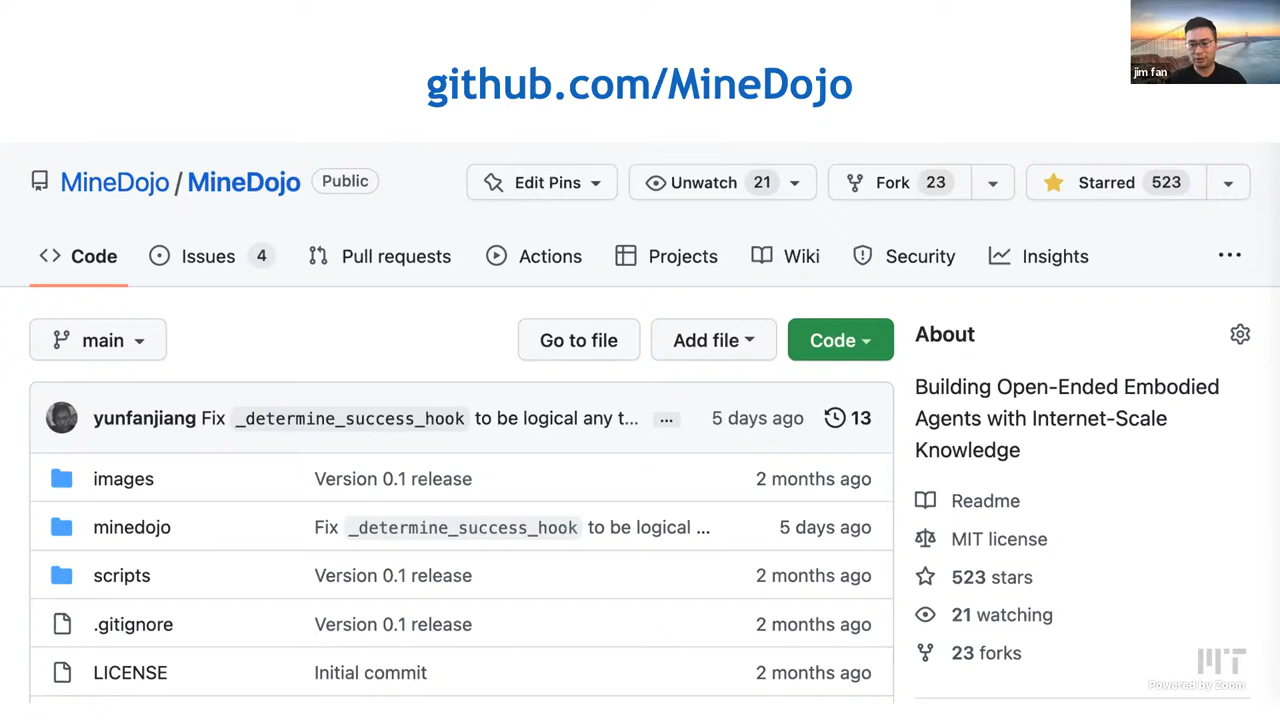 github.com/MineDojo
jim fan
MineDojo / MineDojo Public
Edit Pins
Unwatch 21
Fork 23
Starred 523
Code
Issues 4
Pull requests
Actions
Projects
Wiki
Security
Insights
...
main
Go to file
Add file
Code
yunfanjiang Fix _determine_success_hook to be logical any t... ... 5 days ago 13
images Version 0.1 release 2 months ago
minedojo Fix _determine_success_hook to be logical ... 5 days ago
scripts Version 0.1 release 2 months ago
.gitignore Version 0.1 release 2 months ago
LICENSE Initial commit 2 months ago
About
Building Open-Ended Embodied
Agents with Internet-Scale
Knowledge
Readme
MIT license
523 stars
21 watching
23 forks
MIT
Powered by Zoom